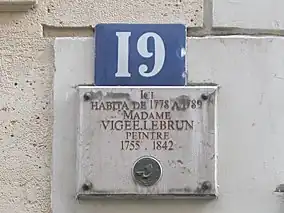 19
ICI
HABITA DE 1778 A 1789
MADAME
VIGEE.LEBRUN
PEINTRE
1755 . 1842